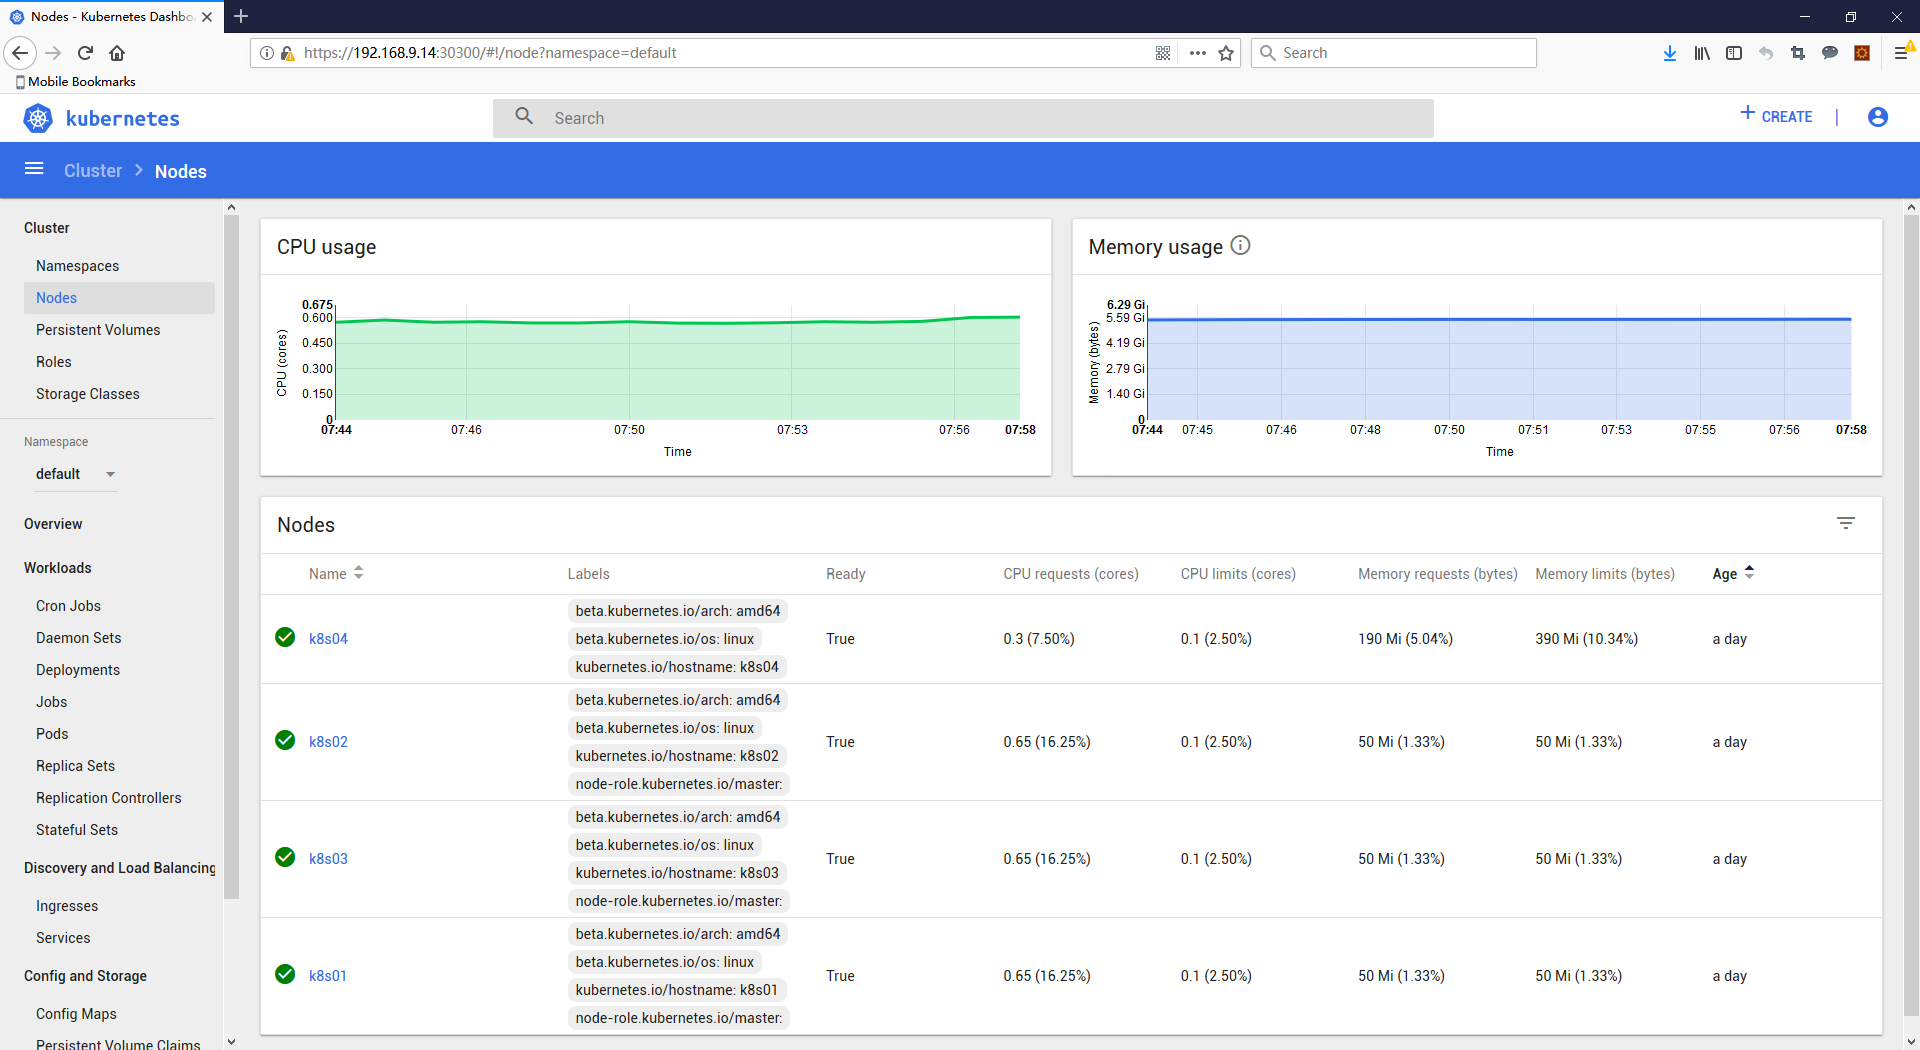 Nodes - Kubernetes Dashbo
https://192.168.9.14:30300/#!/node?namespace=default
Search
Mobile Bookmarks
kubernetes
Search
CREATE
Cluster
Nodes
Cluster
Namespaces
Nodes
Persistent Volumes
Roles
Storage Classes
Namespace
default
Overview
Workloads
Cron Jobs
Daemon Sets
Deployments
Jobs
Pods
Replica Sets
Replication Controllers
Stateful Sets
Discovery and Load Balancing
Ingresses
Services
Config and Storage
Config Maps
Persistent Volume Claims
CPU usage
CPU (cores)
0.675
0.600
0.450
0.300
0.150
0
07:44 07:46 07:50 07:53 07:56 07:58
Time
Memory usage
Memory (bytes)
6.29 Gi
5.59 Gi
4.19 Gi
2.79 Gi
1.40 Gi
0
07:44 07:45 07:46 07:48 07:50 07:51 07:53 07:55 07:56 07:58
Time
Nodes
Name Labels Ready CPU requests (cores) CPU limits (cores) Memory requests (bytes) Memory limits (bytes) Age
beta.kubernetes.io/arch: amd64
k8s04 beta.kubernetes.io/os: linux True 0.3 (7.50%) 0.1 (2.50%) 190 Mi (5.04%) 390 Mi (10.34%) a day
kubernetes.io/hostname: k8s04
beta.kubernetes.io/arch: amd64
beta.kubernetes.io/os: linux
k8s02 True 0.65 (16.25%) 0.1 (2.50%) 50 Mi (1.33%) 50 Mi (1.33%) a day
kubernetes.io/hostname: k8s02
node-role.kubernetes.io/master:
beta.kubernetes.io/arch: amd64
beta.kubernetes.io/os: linux
k8s03 True 0.65 (16.25%) 0.1 (2.50%) 50 Mi (1.33%) 50 Mi (1.33%) a day
kubernetes.io/hostname: k8s03
node-role.kubernetes.io/master:
beta.kubernetes.io/arch: amd64
beta.kubernetes.io/os: linux
k8s01 True 0.65 (16.25%) 0.1 (2.50%) 50 Mi (1.33%) 50 Mi (1.33%) a day
kubernetes.io/hostname: k8s01
node-role.kubernetes.io/master: